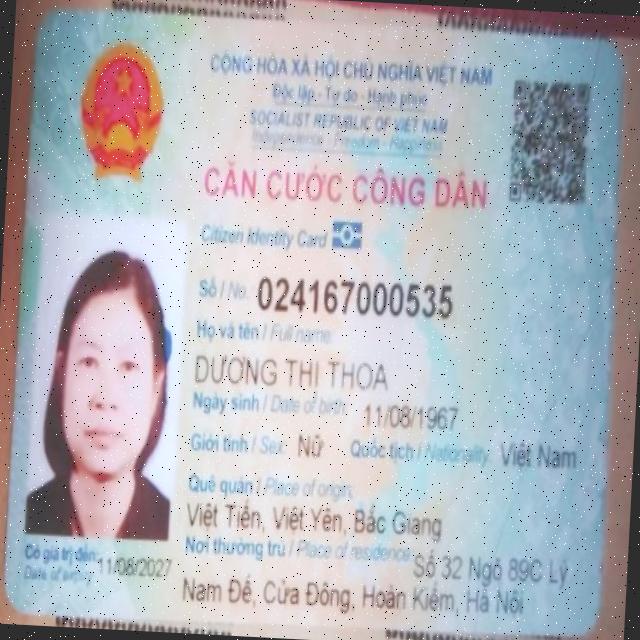 CỘNG HÒA XÃ HỘI CHỦ NGHĨA VIỆT NAM
Độc lập - Tự do - Hạnh phúc
SOCIALIST REPUBLIC OF VIET NAM
Independence - Freedom - Happiness
CĂN CƯỚC CÔNG DÂN
Citizen Identity Card
Số / No. 024167000535
Họ và tên / Full name:
DƯƠNG THỊ THOA
Ngày sinh / Date of birth: 11/08/1967
Giới tính / Sex: Nữ Quốc tịch / Nationality: Việt Nam
Quê quán / Place of origin:
Việt Tiến, Việt Yên, Bắc Giang
Nơi thường trú / Place of residence: Số 32 Ngõ 89C Lý
Nam Đế, Cửa Đông, Hoàn Kiếm, Hà Nội
Có giá trị đến: 11/08/2027
Date of expiry